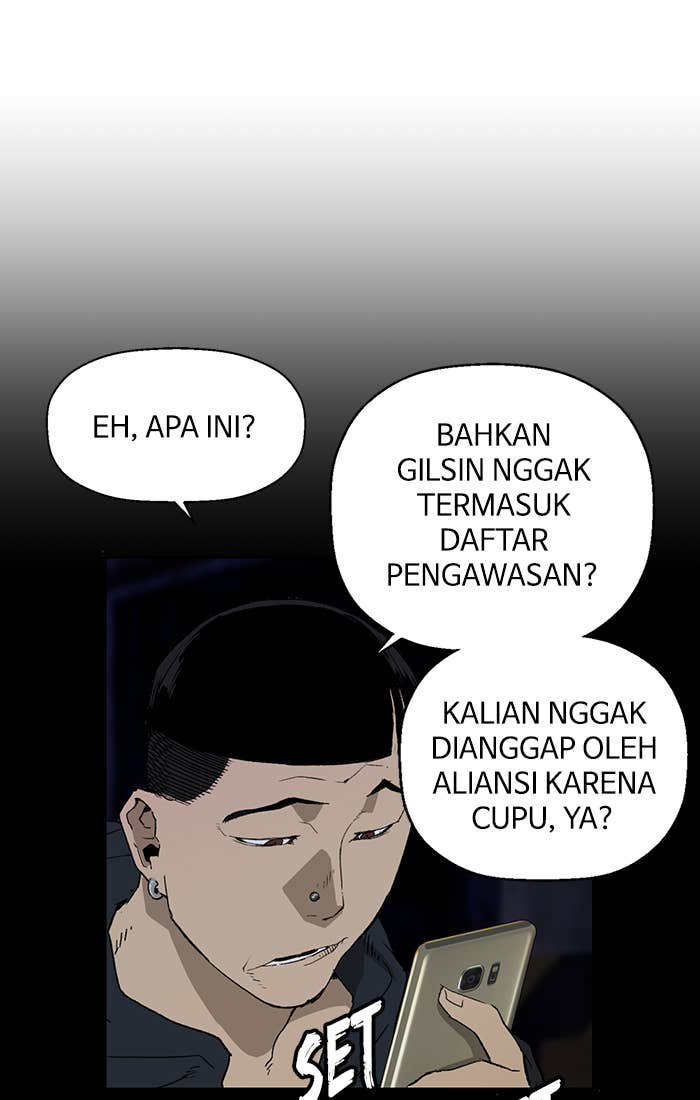 EH, APA INI?
BAHKAN
GILSIN NGGAK
TERMASUK
DAFTAR
PENGAWASAN?
KALIAN NGGAK
DIANGGAP OLEH
ALIANSI KARENA
CUPU, YA?
SET